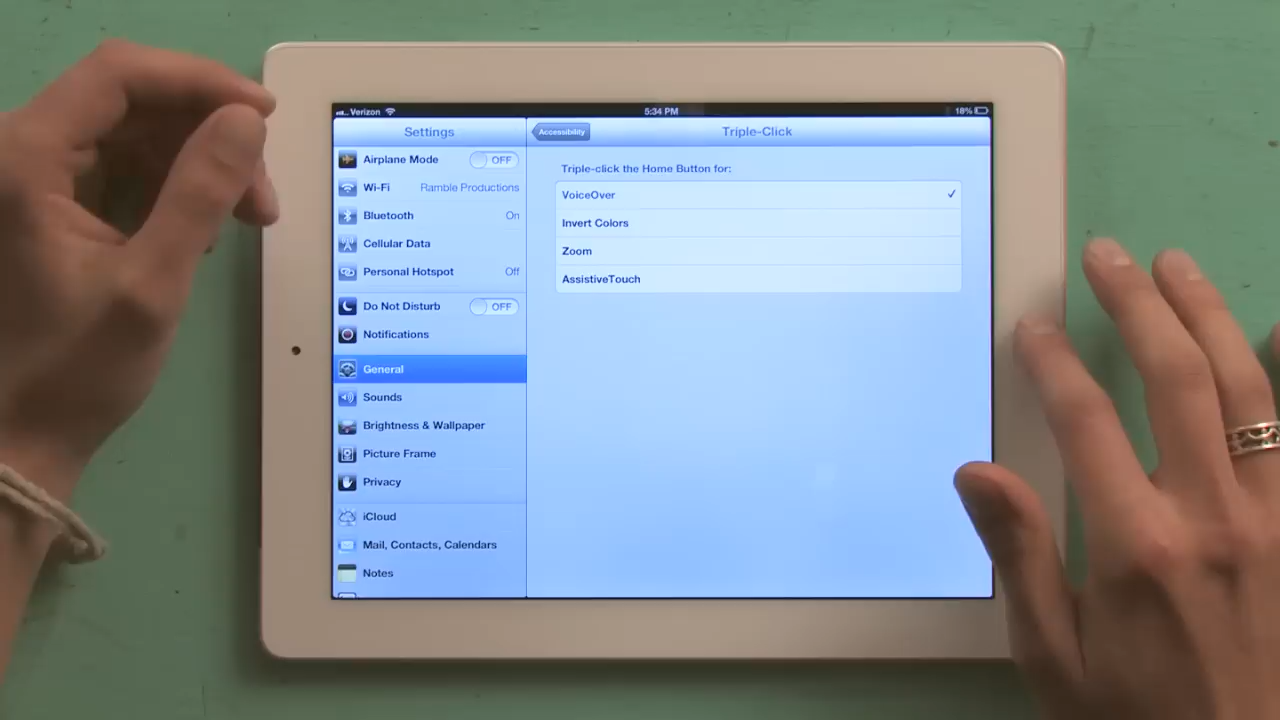 Verizon 5:34 PM 18%
Settings
Airplane Mode OFF
Wi-Fi Ramble Productions
Bluetooth On
Cellular Data
Personal Hotspot Off
Do Not Disturb OFF
Notifications
General
Sounds
Brightness & Wallpaper
Picture Frame
Privacy
iCloud
Mail, Contacts, Calendars
Notes
Accessibility Triple-Click
Triple-click the Home Button for:
VoiceOver
Invert Colors
Zoom
AssistiveTouch